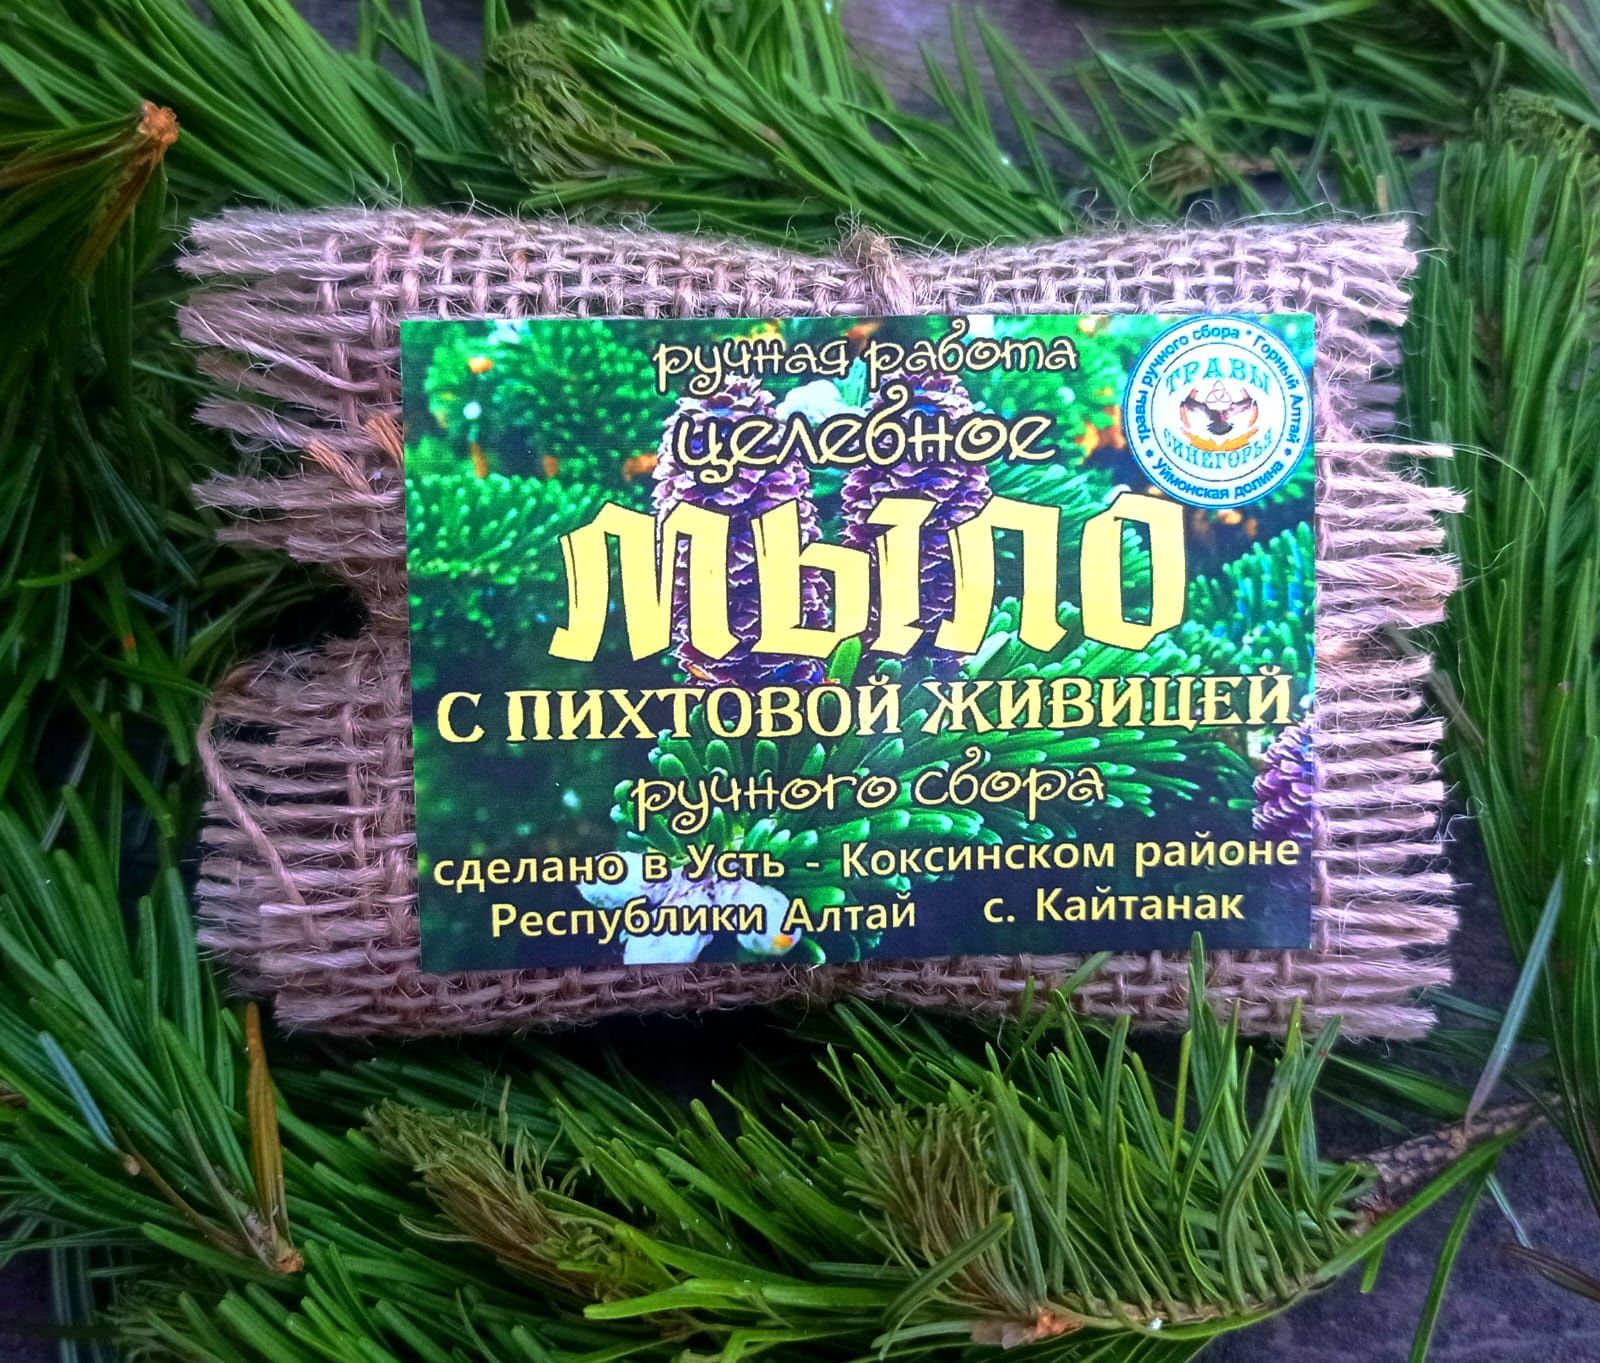 ручная работа
целебное
мыло
с пихтовой живицей
ручного сбора
сделано в Усть - Коксинском районе
Республики Алтай с. Кайтанак
травы ручного сбора * Горный Алтай * Уймонская долина *
ТРАВЫ
СИНЕГОРЬЯ